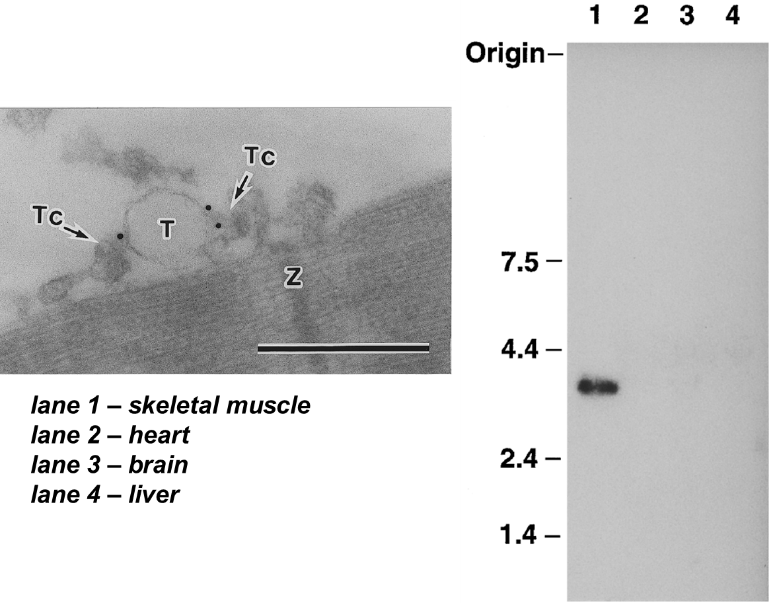 1 2 3 4
Origin–
Tc
Tc
T
Z
7.5 –
4.4 –
2.4 –
1.4 –
lane 1 – skeletal muscle
lane 2 – heart
lane 3 – brain
lane 4 – liver